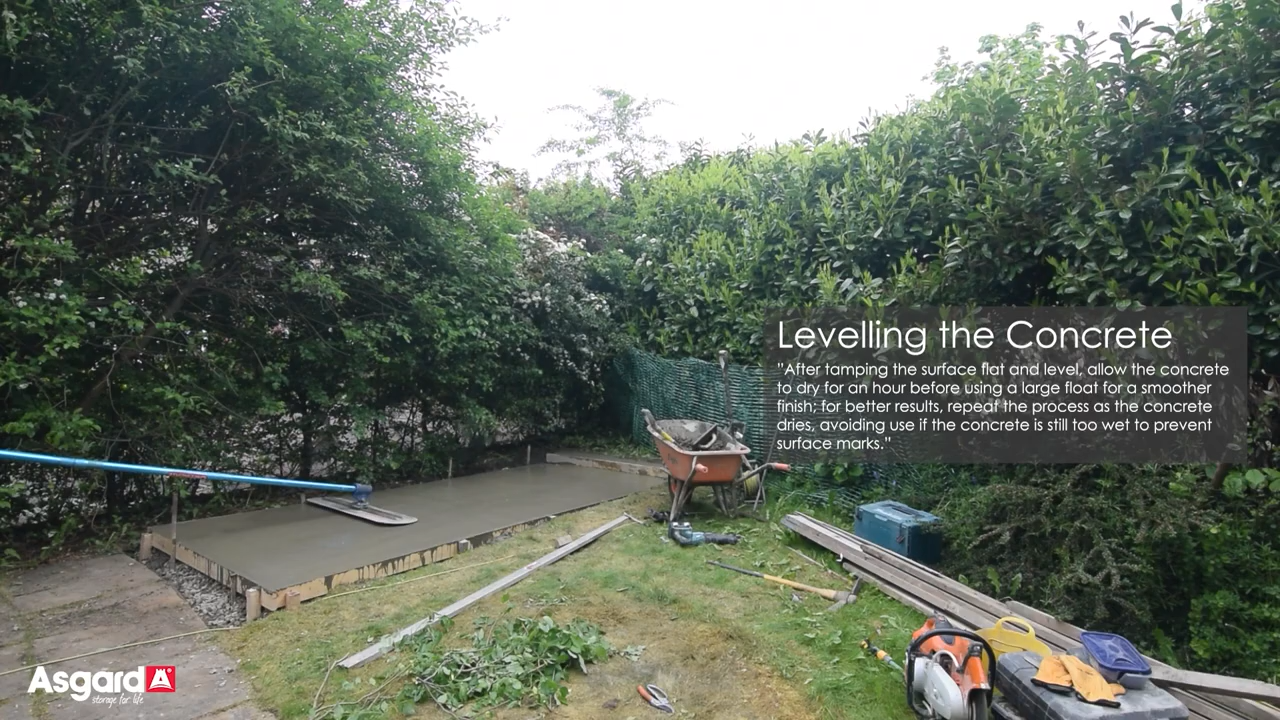 Levelling the Concrete
"After tamping the surface flat and level, allow the concrete
to dry for an hour before using a large float for a smoother
finish; for better results, repeat the process as the concrete
dries, avoiding use if the concrete is still too wet to prevent
surface marks."
Asgard
storage for life